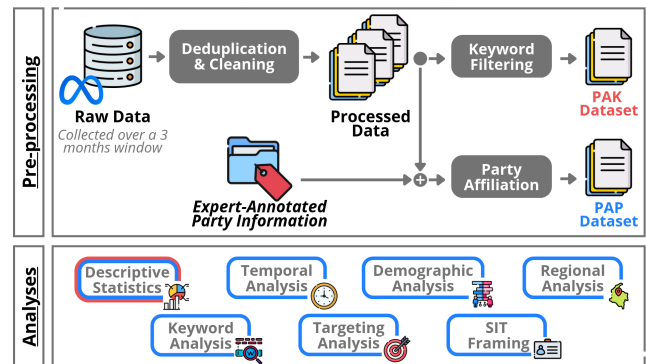 Pre-processing
Deduplication
& Cleaning
Keyword
Filtering
Raw Data
Collected over a 3
months window
Processed
Data
PAK
Dataset
Expert-Annotated
Party Information
Party
Affiliation
PAP
Dataset
Analyses
Descriptive
Statistics
Temporal
Analysis
Demographic
Analysis
Regional
Analysis
Keyword
Analysis
W
Targeting
Analysis
SIT
Framing